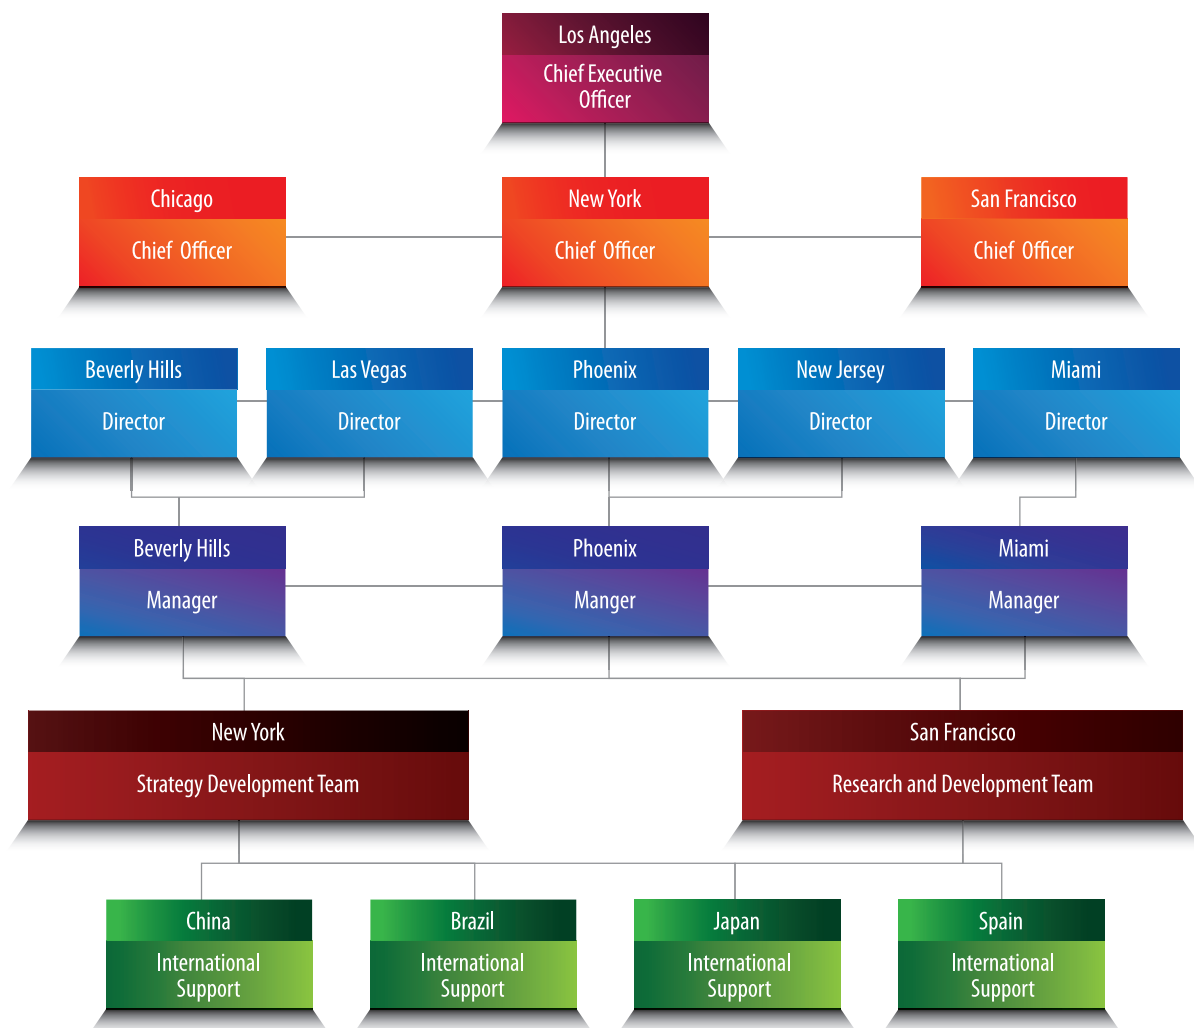 Los Angeles
Chief Executive
Officer
Chicago
Chief Officer
New York
Chief Officer
San Francisco
Chief Officer
Beverly Hills
Director
Las Vegas
Director
Phoenix
Director
New Jersey
Director
Miami
Director
Beverly Hills
Manager
Phoenix
Manger
Miami
Manager
New York
Strategy Development Team
San Francisco
Research and Development Team
China
International
Support
Brazil
International
Support
Japan
International
Support
Spain
International
Support